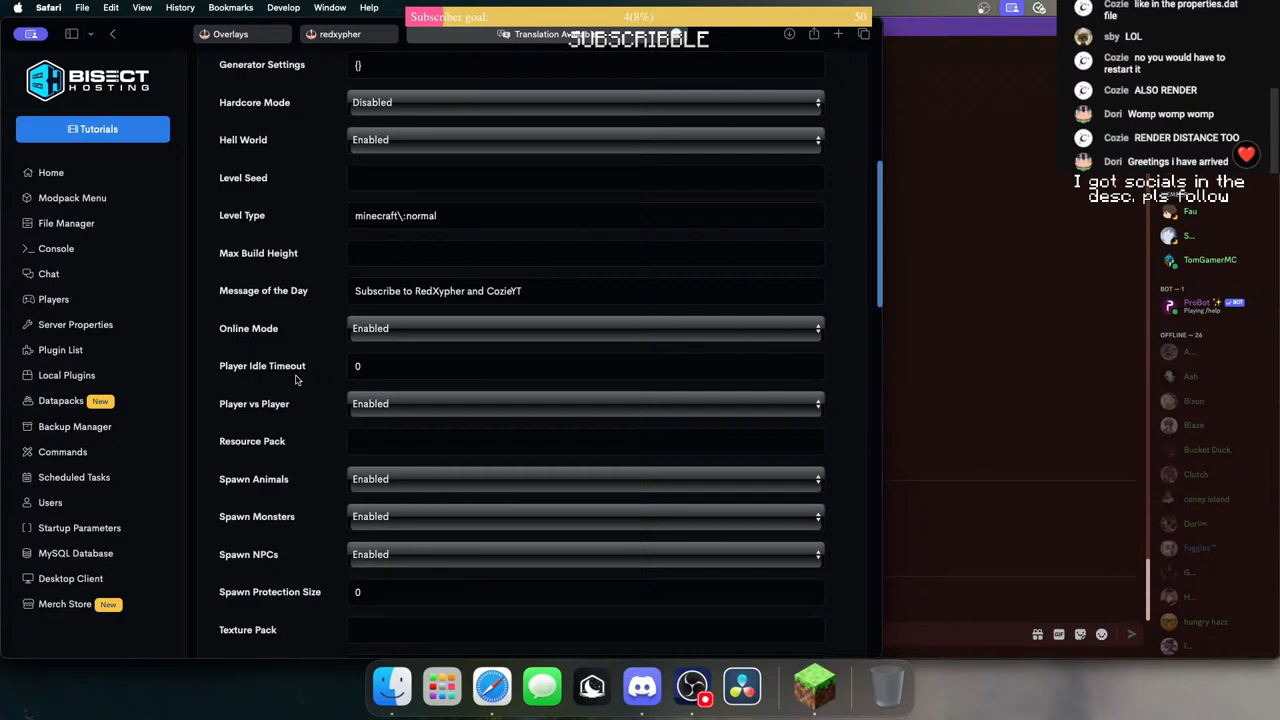 Safari File Edit View History Bookmarks Develop Window Help
Subscriber goal: 4(8%) 50
Cozie like in the properties.dat
file
sby LOL
Cozie no you would have to
restart it
Cozie ALSO RENDER
Dori Womp womp womp
Cozie RENDER DISTANCE TOO
Dori Greetings i have arrived
I got socials in the
desc. pls follow
Overlays
redxypher
SUBSCRIBBLE
BISECT
HOSTING
Tutorials
Home
Modpack Menu
File Manager
Console
Chat
Players
Server Properties
Plugin List
Local Plugins
Datapacks New
Backup Manager
Commands
Scheduled Tasks
Users
Startup Parameters
MySQL Database
Desktop Client
Merch Store New
Generator Settings {}
Hardcore Mode Disabled
Hell World Enabled
Level Seed
Level Type minecraft\:normal
Max Build Height
Message of the Day Subscribe to RedXypher and CozieYT
Online Mode Enabled
Player Idle Timeout 0
Player vs Player Enabled
Resource Pack
Spawn Animals Enabled
Spawn Monsters Enabled
Spawn NPCs Enabled
Spawn Protection Size 0
Texture Pack
Fau
S...
TomGamerMC
BOT — 1
ProBot BOT
Playing /help
OFFLINE — 26
A...
Ash
Bison
Blaze
Bucket Duck.
Clutch
coney island
Dori
fuggles
G...
H...
hungry hazz
I...
GIF